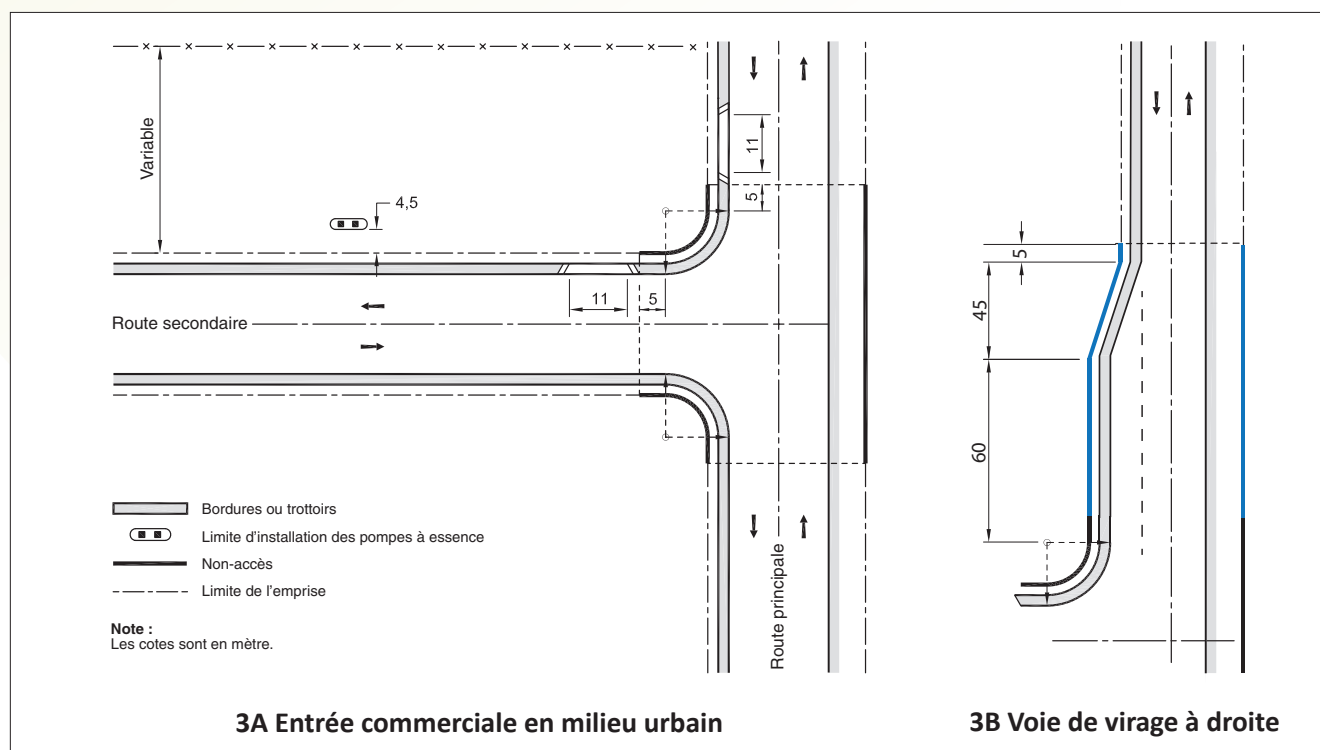 Variable
4,5
11
5
Route secondaire
11
5
Bordures ou trottoirs
Limite d'installation des pompes à essence
Non-accès
Limite de l'emprise
Note :
Les cotes sont en mètre.
Route principale
3A Entrée commerciale en milieu urbain
5
45
60
3B Voie de virage à droite